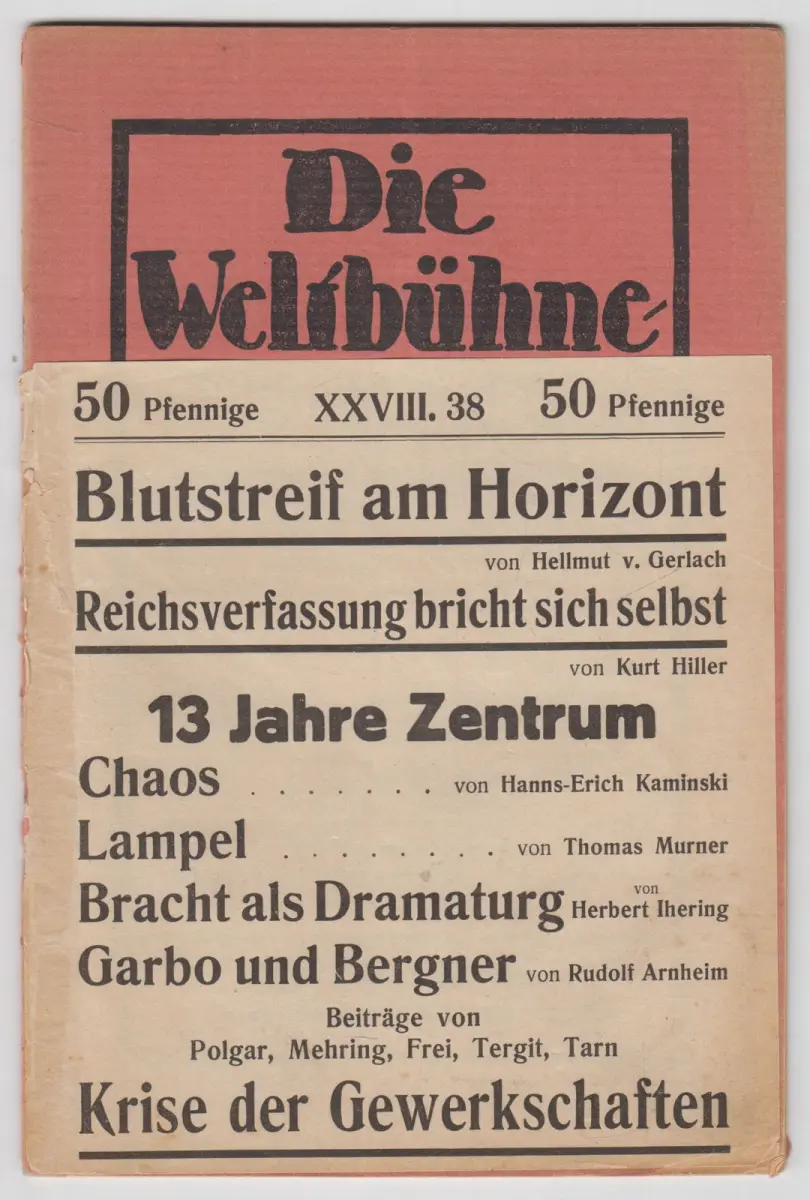 Die
Weltbühne
50 Pfennige XXVIII. 38 50 Pfennige
Blutstreif am Horizont
von Hellmut v. Gerlach
Reichsverfassung bricht sich selbst
von Kurt Hiller
13 Jahre Zentrum
Chaos . . . . . . . von Hanns-Erich Kaminski
Lampel . . . . . . . . von Thomas Murner
Bracht als Dramaturg von Herbert Ihering
Garbo und Bergner von Rudolf Arnheim
Beiträge von
Polgar, Mehring, Frei, Tergit, Tarn
Krise der Gewerkschaften